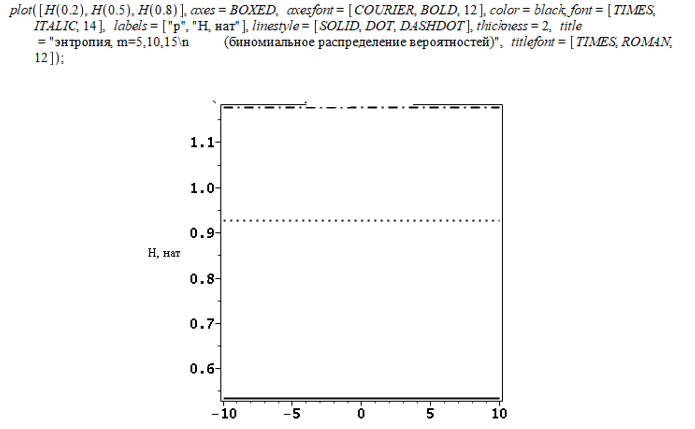 plot([H(0.2), H(0.5), H(0.8)], axes = BOXED, axesfont = [COURIER, BOLD, 12], color = black, font = [TIMES,
ITALIC, 14], labels = ["p", "H, нат"], linestyle = [SOLID, DOT, DASHDOT], thickness = 2, title
= "энтропия, m=5,10,15\n (биномиальное распределение вероятностей)", titlefont = [TIMES, ROMAN,
12]);
1.1
1.0
0.9
H, нат
0.8
0.7
0.6
-10 -5 0 5 10